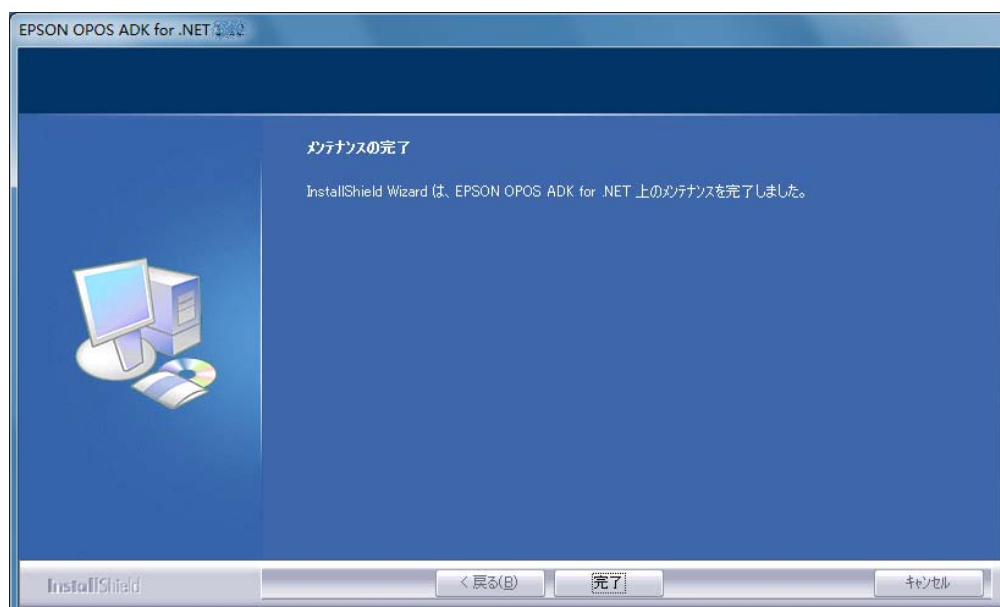 EPSON OPOS ADK for .NET
メンテナンスの完了
InstallShield Wizard は、EPSON OPOS ADK for .NET 上のメンテナンスを完了しました。
InstallShield
< 戻る(B)
完了
キャンセル